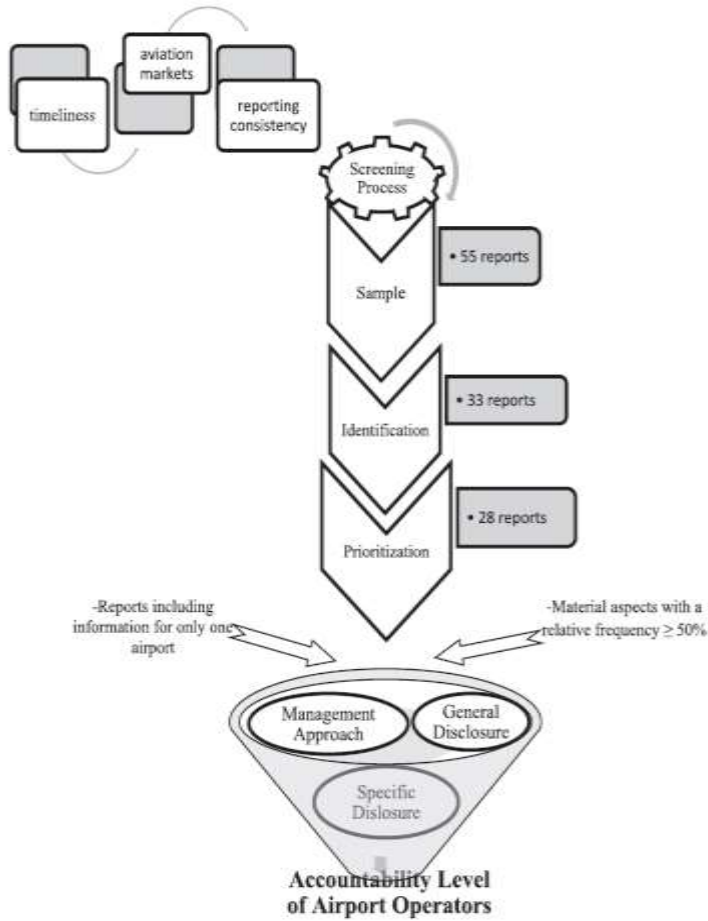 aviation
markets
timeliness
reporting
consistency
Screening
Process
• 55 reports
Sample
• 33 reports
Identification
• 28 reports
Prioritization
-Reports including
information for only one
airport
-Material aspects with a
relative frequency ≥ 50%
Management
Approach
General
Disclosure
Specific
Dislosure
Accountability Level
of Airport Operators